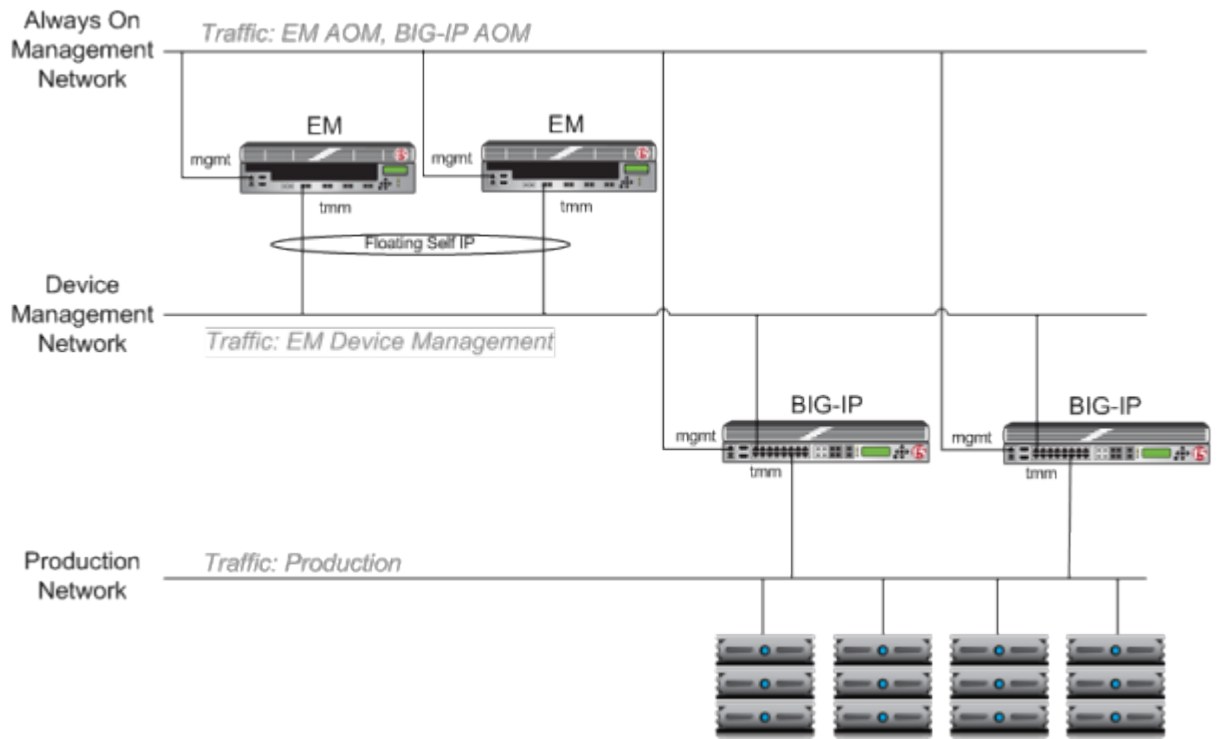 Always On
Management
Network
Traffic: EM AOM, BIG-IP AOM
EM
EM
mgmt
mgmt
tmm
tmm
Floating Self IP
Device
Management
Network
Traffic: EM Device Management
BIG-IP
BIG-IP
mgmt
mgmt
tmm
tmm
Production
Network
Traffic: Production